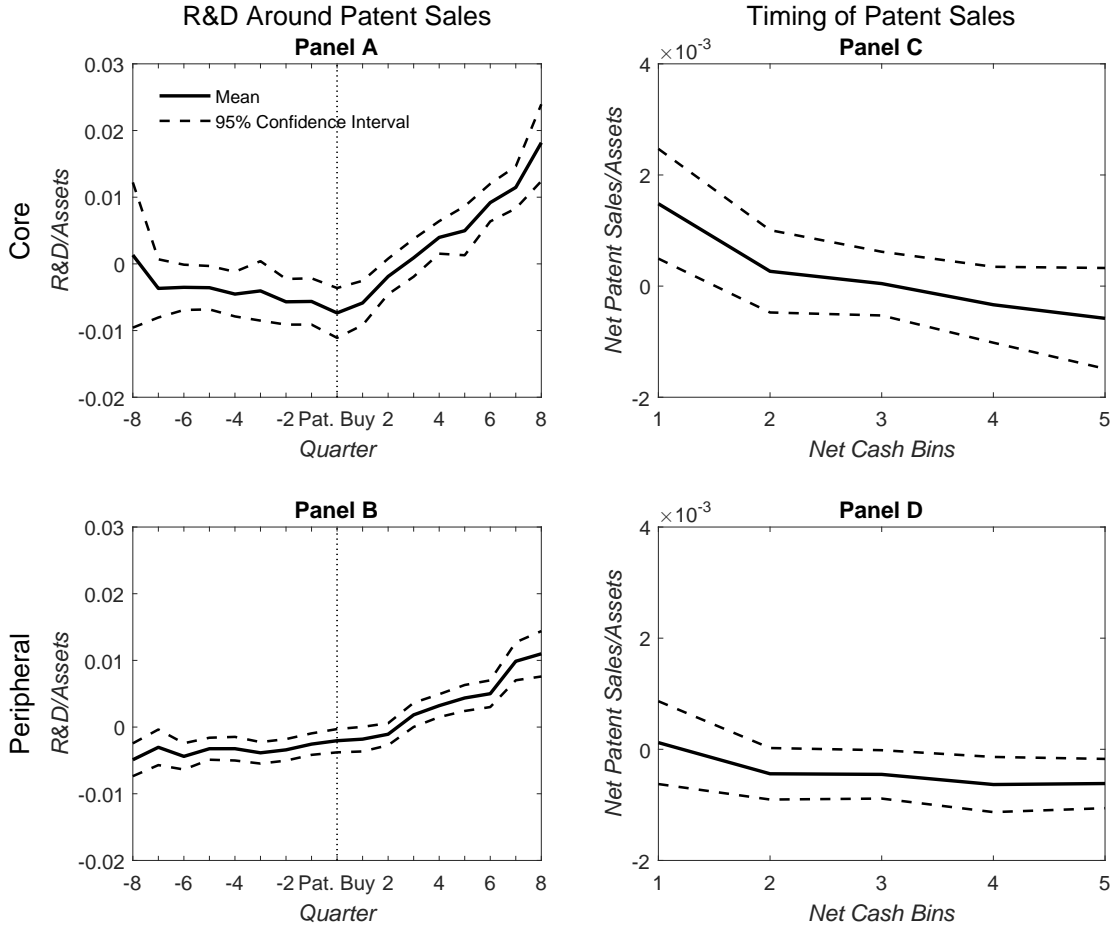 R&D Around Patent Sales
Timing of Patent Sales
Core
Panel A
0.03
0.02
0.01
0
-0.01
-0.02
R&D/Assets
Mean
95% Confidence Interval
-8 -6 -4 -2 Pat. Buy 2 4 6 8
Quarter
Panel C
×10-3
4
2
0
-2
Net Patent Sales/Assets
1 2 3 4 5
Net Cash Bins
Peripheral
Panel B
0.03
0.02
0.01
0
-0.01
-0.02
R&D/Assets
-8 -6 -4 -2 Pat. Buy 2 4 6 8
Quarter
Panel D
×10-3
4
2
0
-2
Net Patent Sales/Assets
1 2 3 4 5
Net Cash Bins